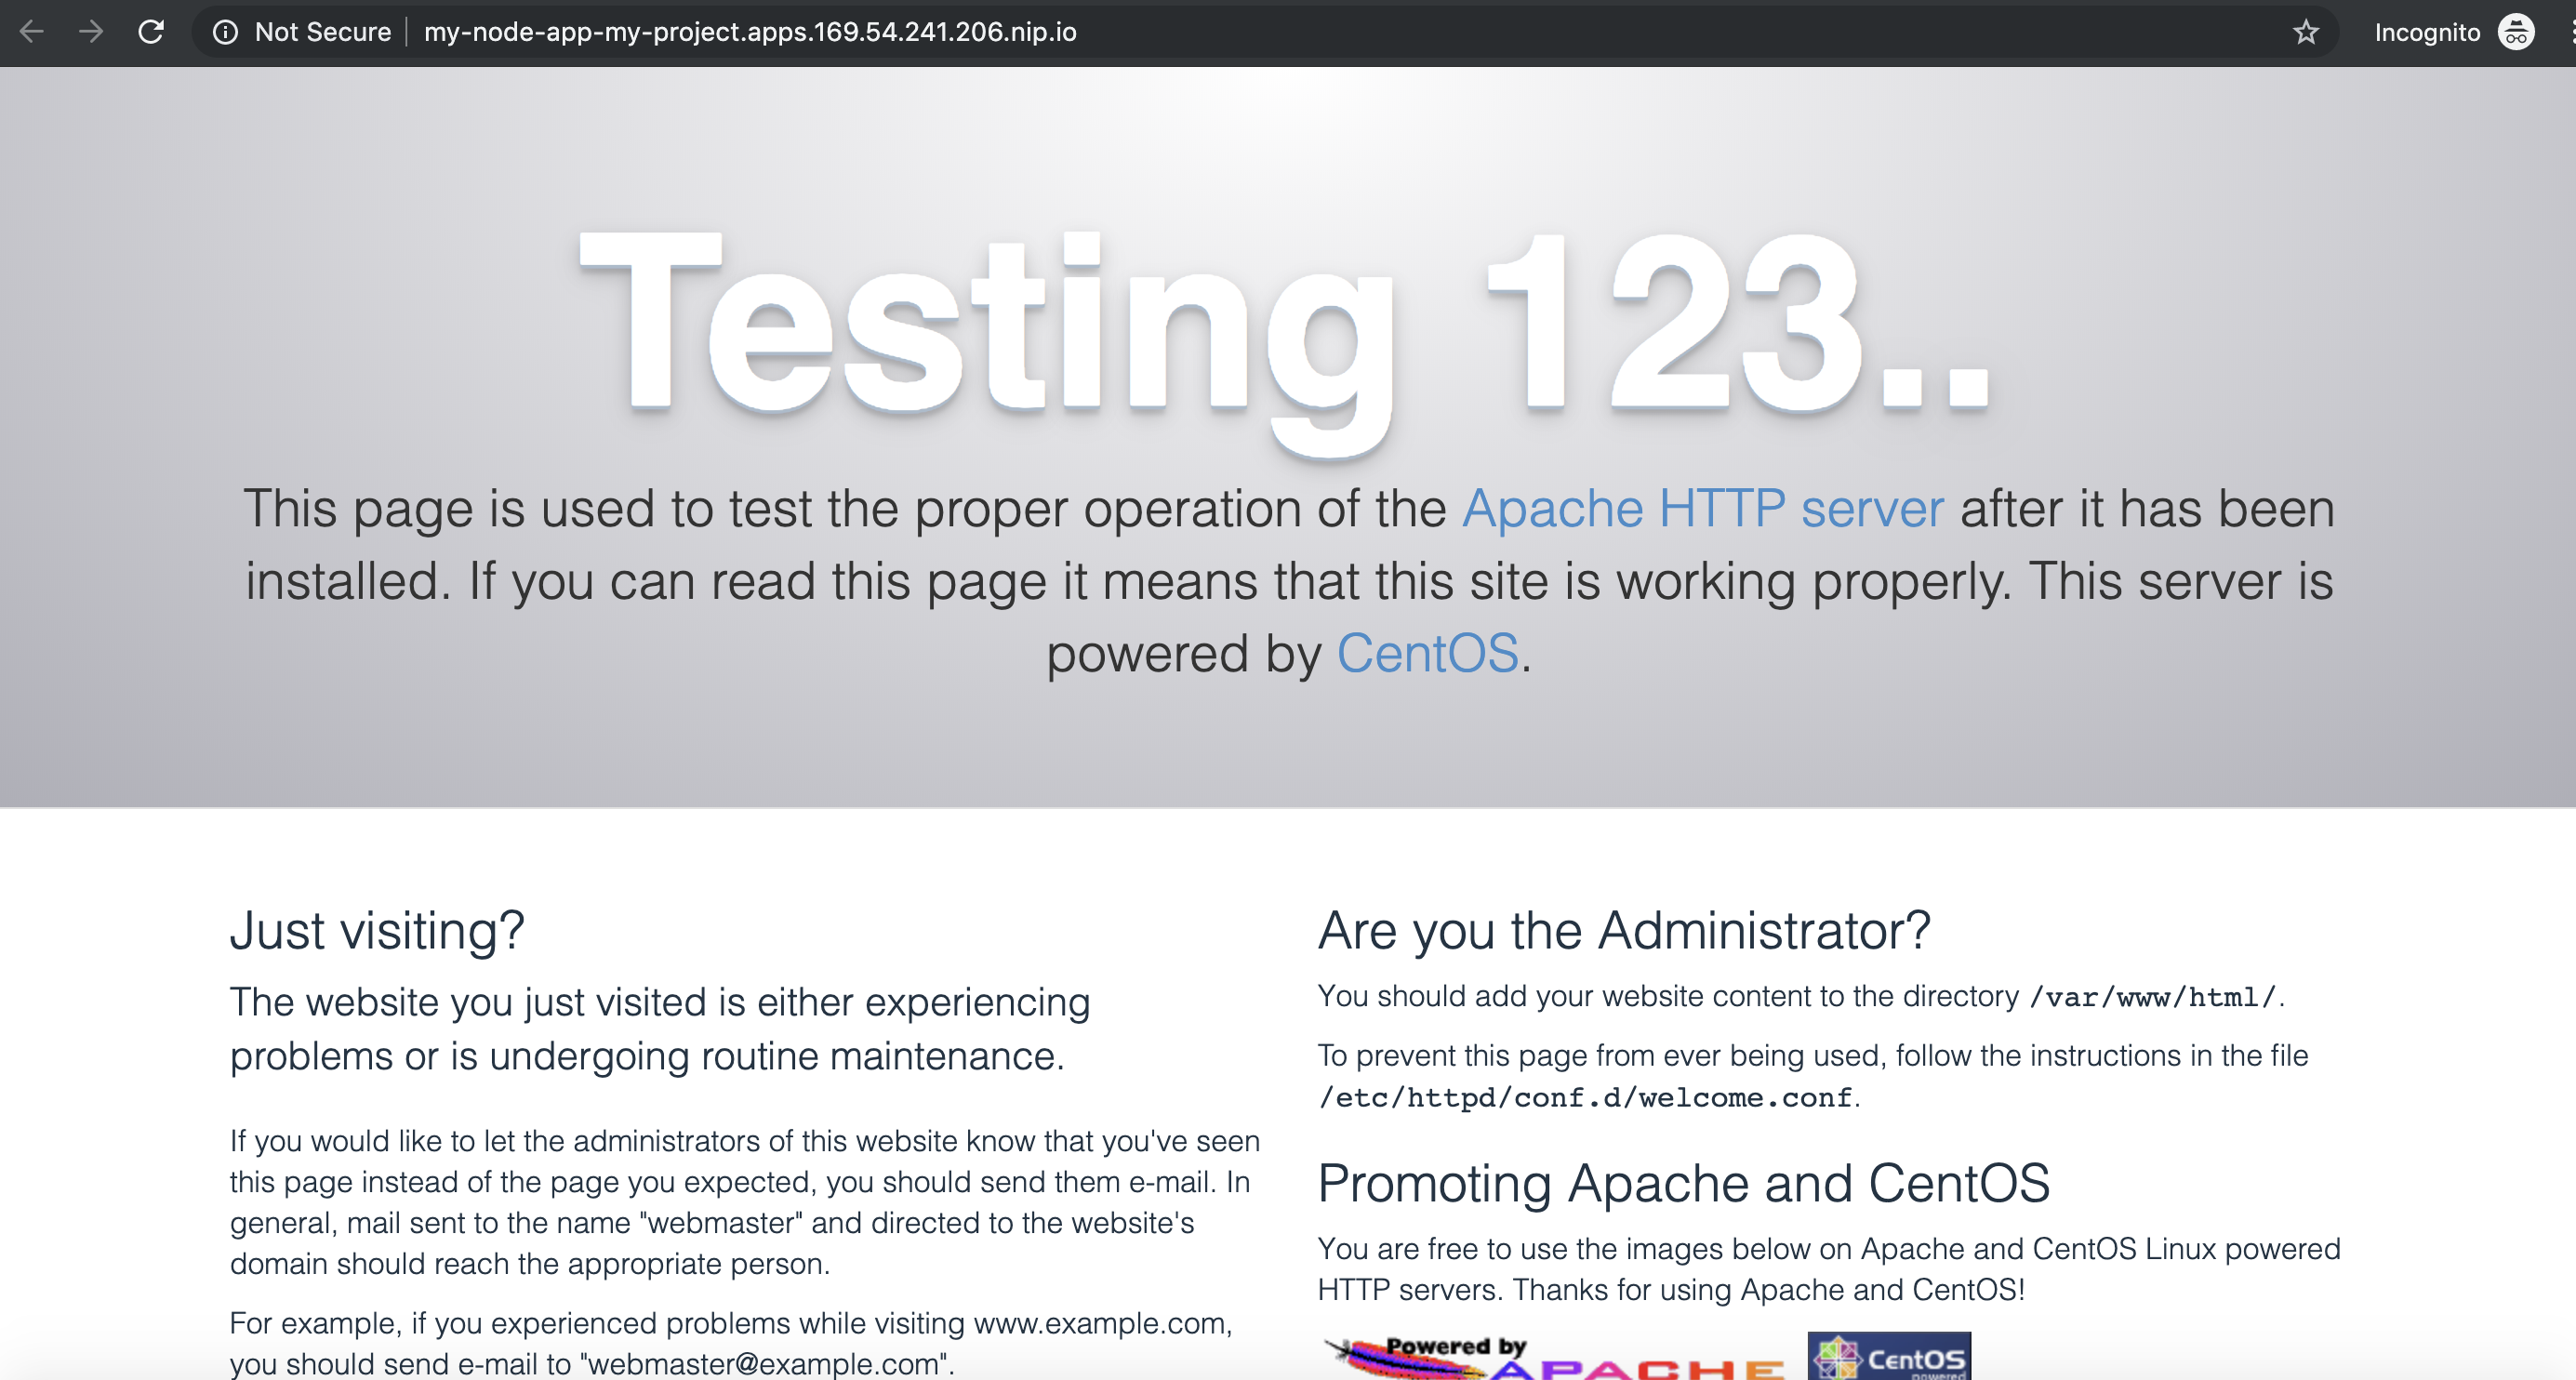 Not Secure my-node-app-my-project.apps.169.54.241.206.nip.io Incognito
Testing 123..
This page is used to test the proper operation of the Apache HTTP server after it has been
installed. If you can read this page it means that this site is working properly. This server is
powered by CentOS.
Just visiting?
The website you just visited is either experiencing
problems or is undergoing routine maintenance.
If you would like to let the administrators of this website know that you've seen
this page instead of the page you expected, you should send them e-mail. In
general, mail sent to the name "webmaster" and directed to the website's
domain should reach the appropriate person.
For example, if you experienced problems while visiting www.example.com,
you should send e-mail to "webmaster@example.com".
Are you the Administrator?
You should add your website content to the directory /var/www/html/.
To prevent this page from ever being used, follow the instructions in the file
/etc/httpd/conf.d/welcome.conf.
Promoting Apache and CentOS
You are free to use the images below on Apache and CentOS Linux powered
HTTP servers. Thanks for using Apache and CentOS!
Powered by
APACHE
CentOS
powered